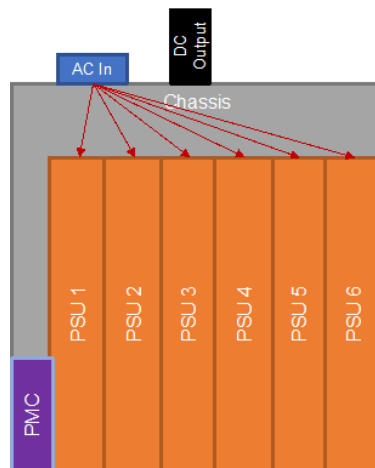 DC
Output
AC In
Chassis
PSU 1
PSU 2
PSU 3
PSU 4
PSU 5
PSU 6
PMC